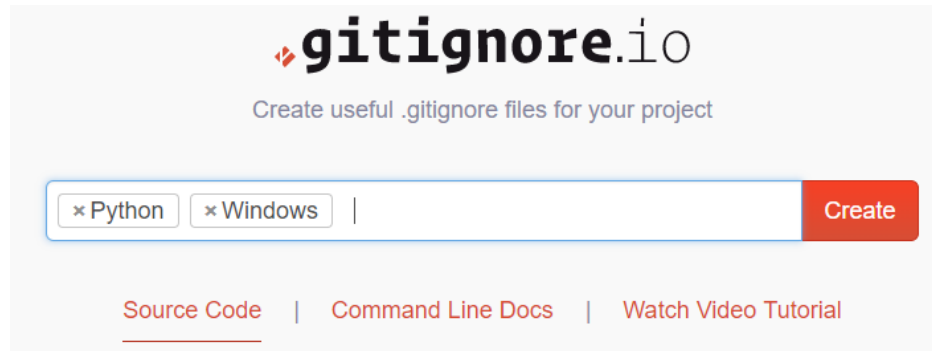 .gitignore.io
Create useful .gitignore files for your project
× Python × Windows Create
Source Code | Command Line Docs | Watch Video Tutorial